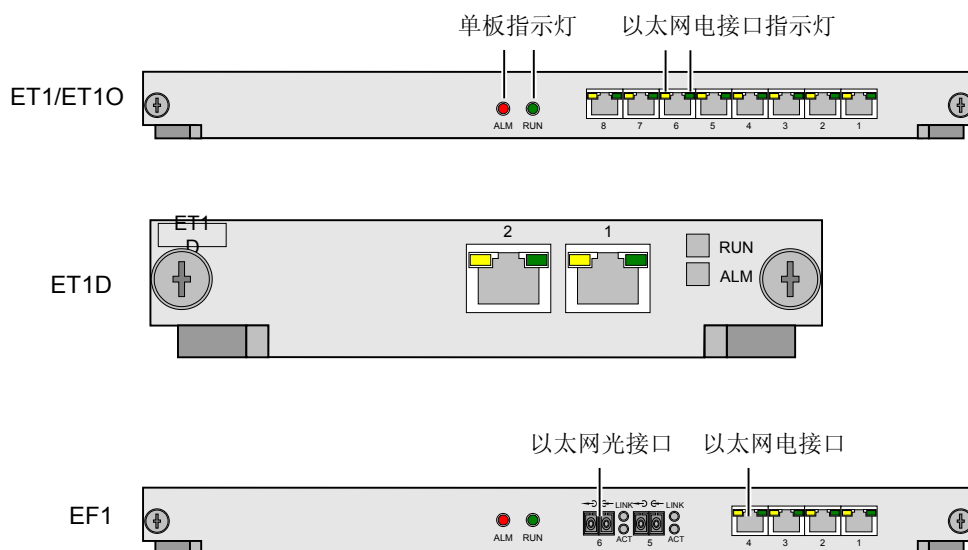 单板指示灯 以太网电接口指示灯
ET1/ET1O
ALM RUN
8 7 6 5 4 3 2 1
ET1
D
2 1
RUN
ALM
ET1D
以太网光接口 以太网电接口
EF1
LINK LINK
ALM RUN
ACT ACT
6 5
4 3 2 1